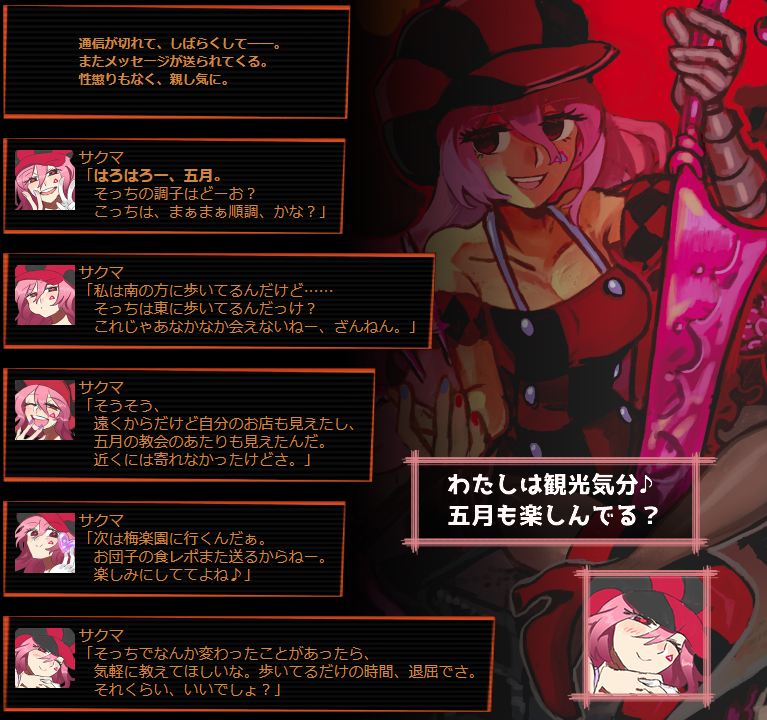 通信が切れて、しばらくして――。
またメッセージが送られてくる。
性懲りもなく、親し気に。
サクマ
「はろはろー、五月。
そっちの調子はどーお？
こっちは、まぁまぁ順調、かな？」
サクマ
「私は南の方に歩いてるんだけど……
そっちは東に歩いてるんだっけ？
これじゃあなかなか会えないねー、ざんねん。」
サクマ
「そうそう、
遠くからだけど自分のお店も見えたし、
五月の教会のあたりも見えたんだ。
近くには寄れなかったけどさ。」
サクマ
「次は梅楽園に行くんだぁ。
お団子の食レポまた送るからねー。
楽しみにしててよね♪」
サクマ
「そっちでなんか変わったことがあったら、
気軽に教えてほしいな。歩いてるだけの時間、退屈でさ。
それくらい、いいでしょ？」
わたしは観光気分♪
五月も楽しんでる？